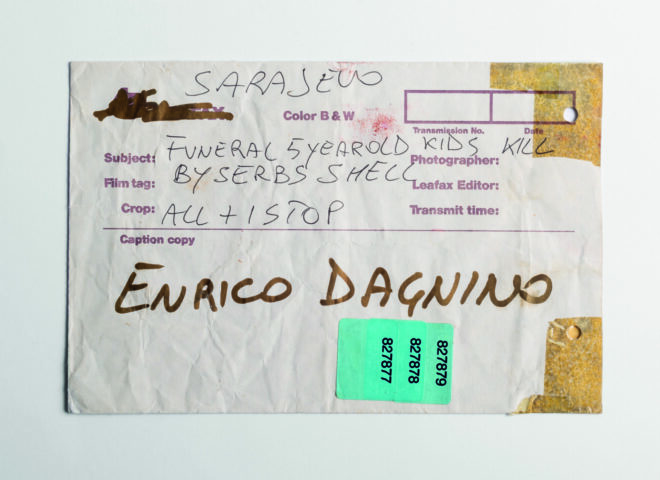 SARAJEVO
Color B & W
Transmission No. Date
Subject: FUNERAL 5 YEAROLD KIDS KILL
Photographer:
BY SERBS SHELL
Film tag:
Leafax Editor:
Crop: ALL + 1 STOP
Transmit time:
Caption copy
ENRICO DAGNINO
827877
827878
827879